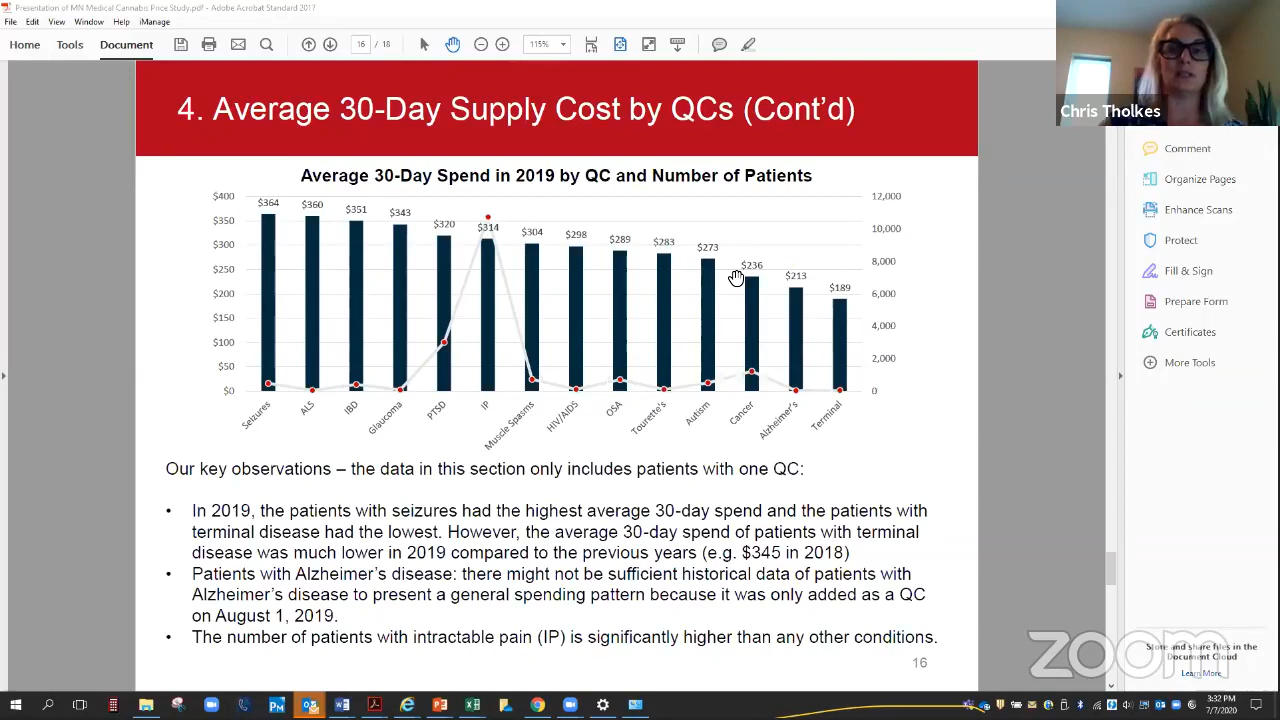 Presentation of MN Medical Cannabis Price Study.pdf - Adobe Acrobat Standard 2017
File Edit View Window Help iManage
Home Tools Document 16 / 18 115%
Chris Tholkes
4. Average 30-Day Supply Cost by QCs (Cont'd)
Average 30-Day Spend in 2019 by QC and Number of Patients
$400
$350
$300
$250
$200
$150
$100
$50
$0
$364
$360
$351
$343
$320
$314
$304
$298
$289
$283
$273
$236
$213
$189
12,000
10,000
8,000
6,000
4,000
2,000
0
Seizures
ALS
IBD
Glaucoma
PTSD
IP
Muscle Spasms
HIV/AIDS
OSA
Tourette's
Autism
Cancer
Alzheimer's
Terminal
Our key observations – the data in this section only includes patients with one QC:
• In 2019, the patients with seizures had the highest average 30-day spend and the patients with
terminal disease had the lowest. However, the average 30-day spend of patients with terminal
disease was much lower in 2019 compared to the previous years (e.g. $345 in 2018)
• Patients with Alzheimer's disease: there might not be sufficient historical data of patients with
Alzheimer's disease to present a general spending pattern because it was only added as a QC
on August 1, 2019.
• The number of patients with intractable pain (IP) is significantly higher than any other conditions.
16
Comment
Organize Pages
Enhance Scans
Protect
Fill & Sign
Prepare Form
Certificates
More Tools
Store and share files in the
Document Cloud
Learn More
zoom
3:32 PM
7/7/2020